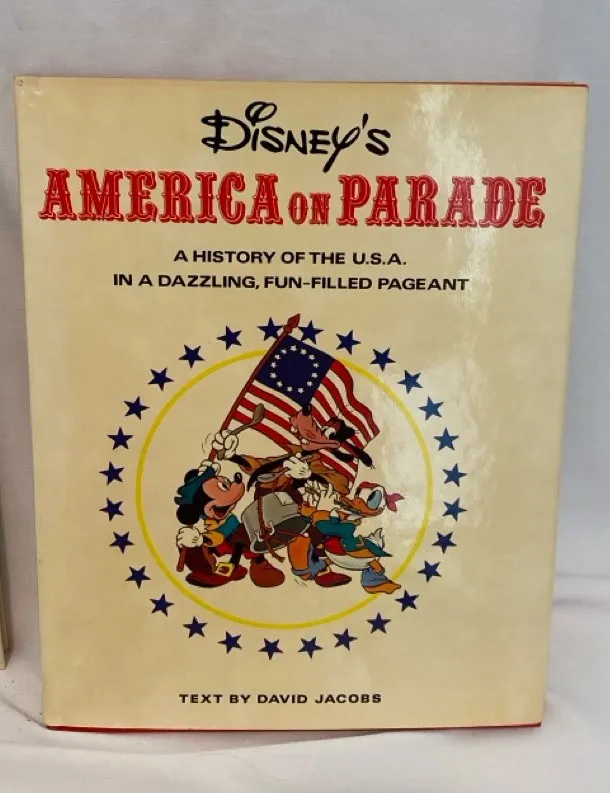 Disney's
AMERICA ON PARADE
A HISTORY OF THE U.S.A.
IN A DAZZLING, FUN-FILLED PAGEANT
TEXT BY DAVID JACOBS